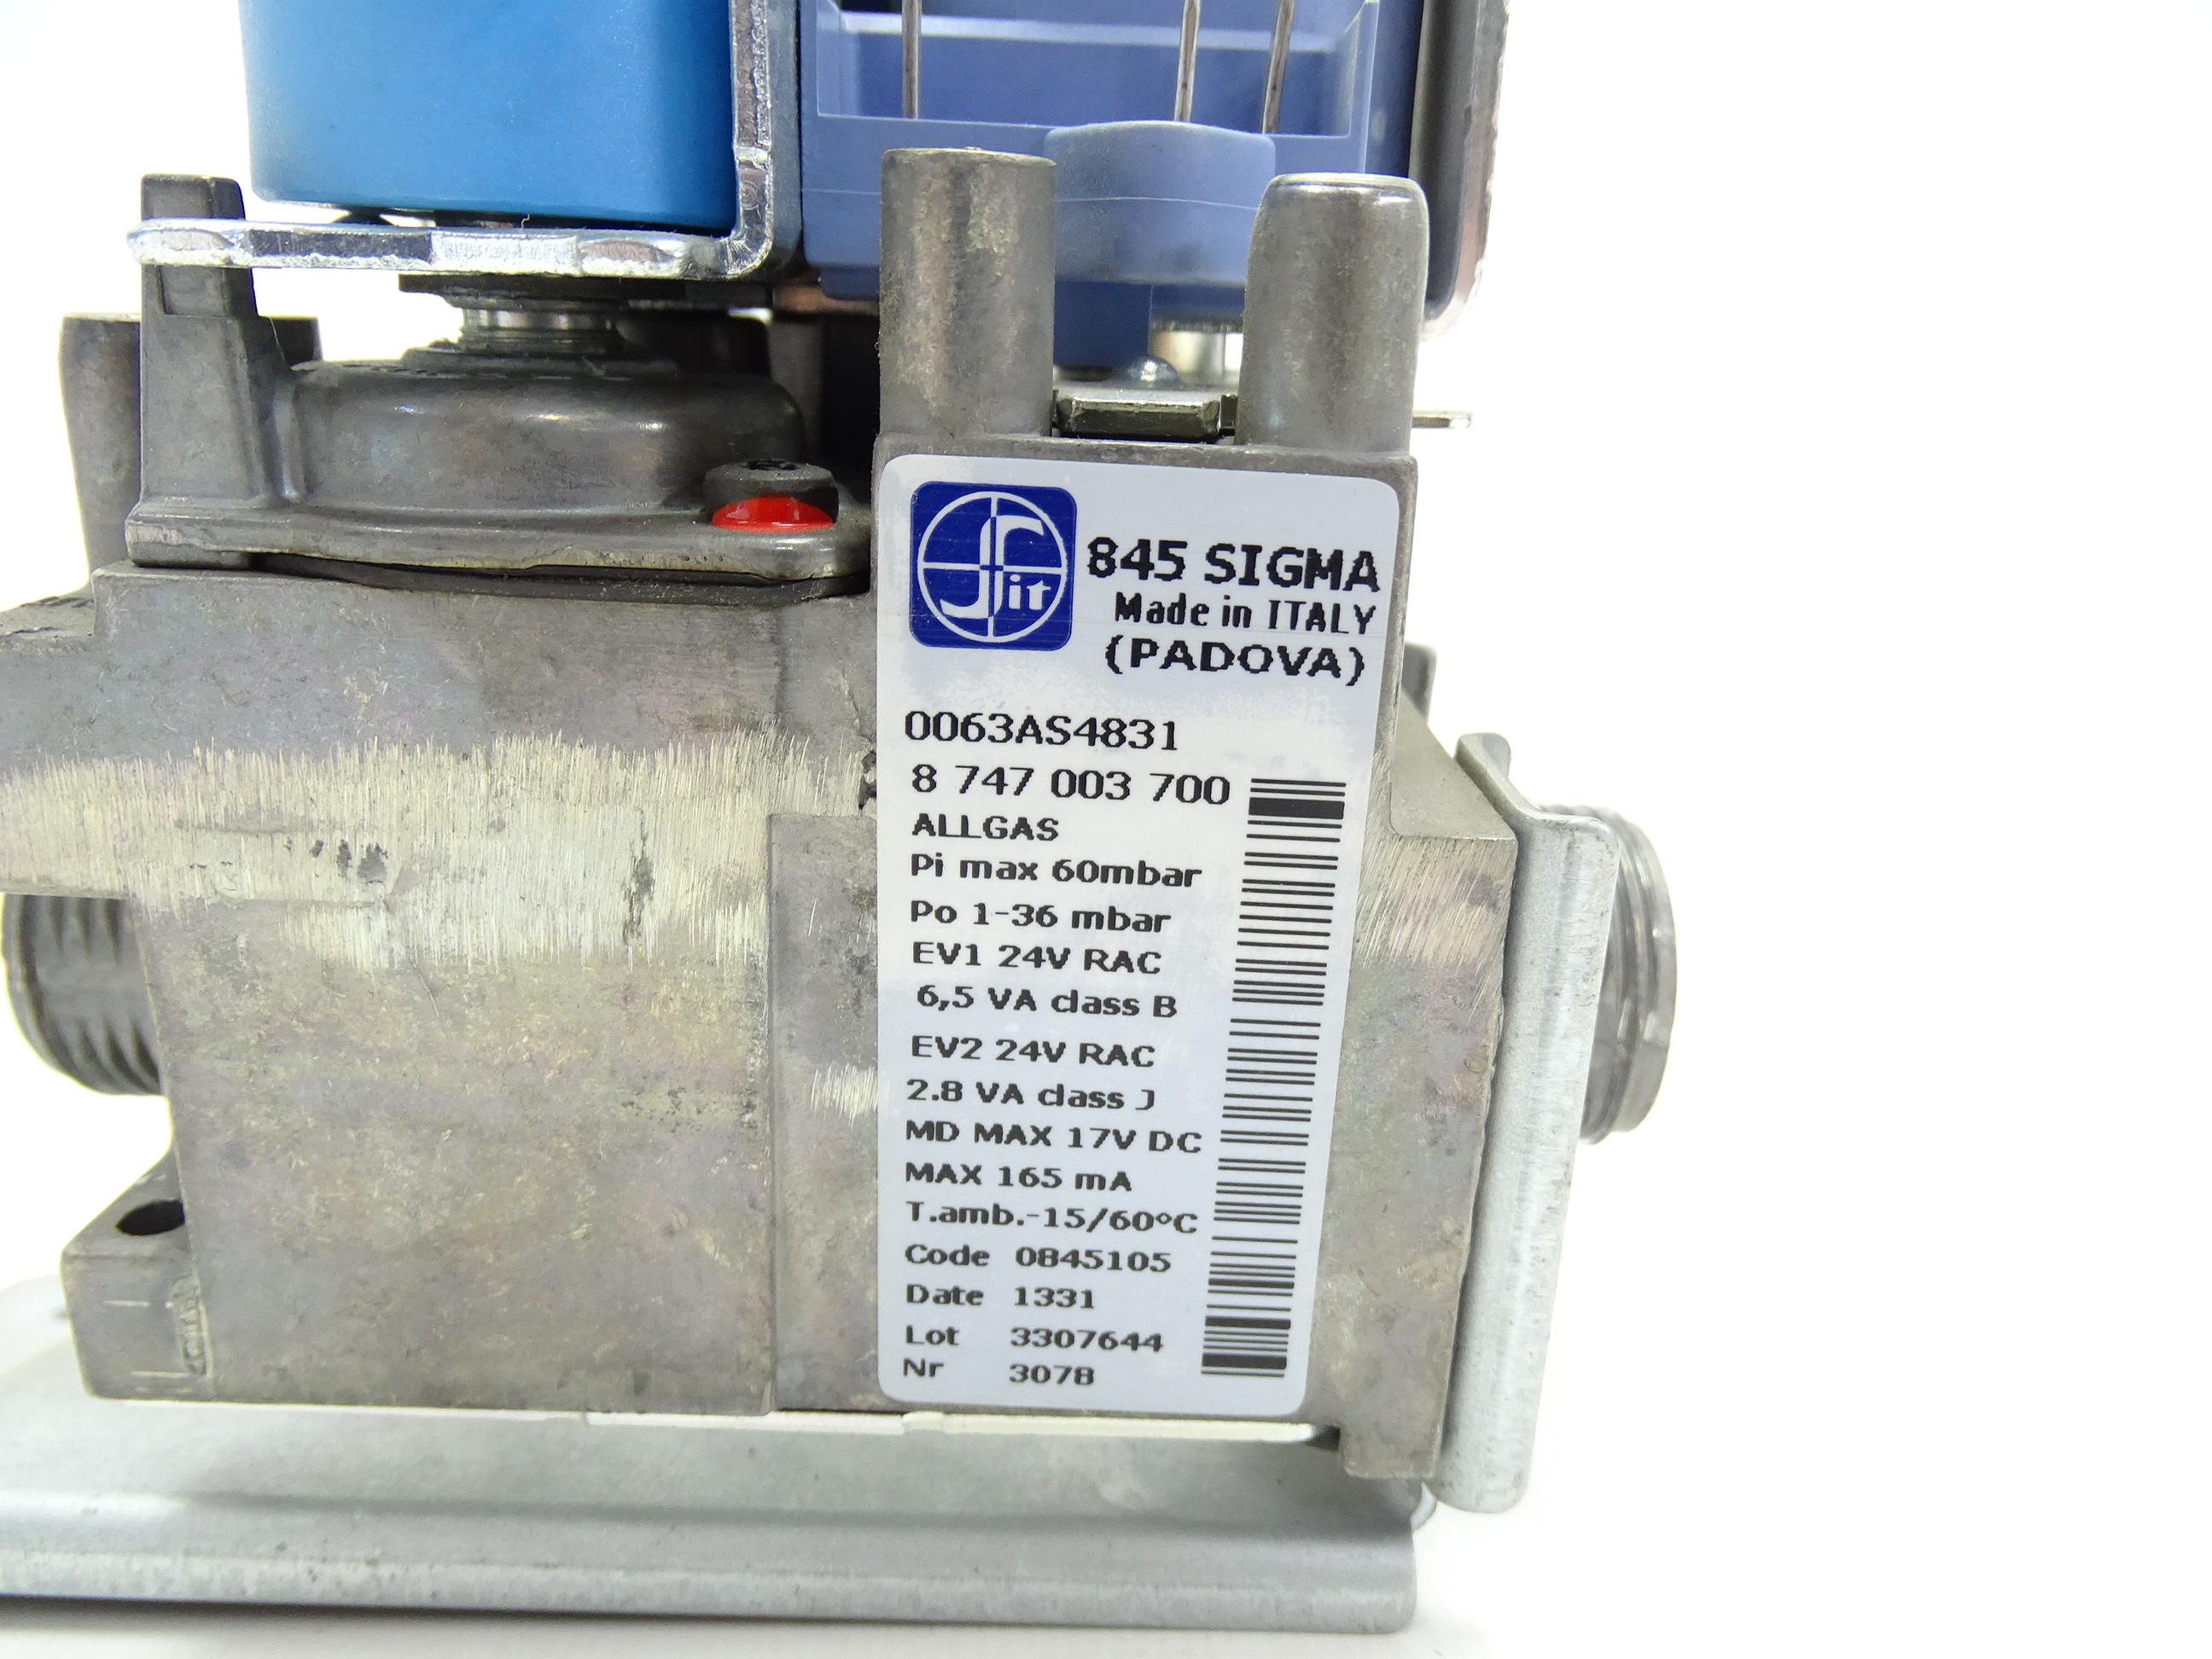 Sit
845 SIGMA
Made in ITALY
(PADOVA)
0063AS4831
8 747 003 700
ALLGAS
Pi max 60mbar
Po 1-36 mbar
EV1 24V RAC
6,5 VA class B
EV2 24V RAC
2.8 VA class J
MD MAX 17V DC
MAX 165 mA
T.amb.-15/60°C
Code 0845105
Date 1331
Lot 3307644
Nr 3078